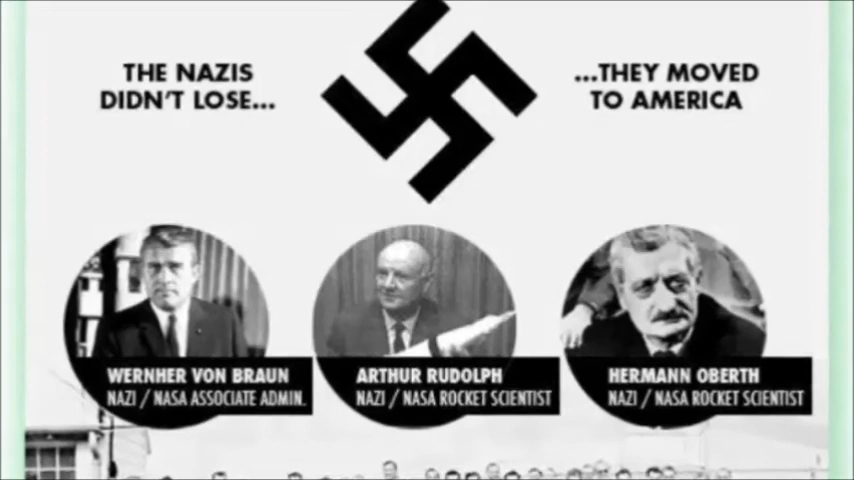 THE NAZIS
DIDN'T LOSE...
...THEY MOVED
TO AMERICA
WERNHER VON BRAUN
NAZI / NASA ASSOCIATE ADMIN.
ARTHUR RUDOLPH
NAZI / NASA ROCKET SCIENTIST
HERMANN OBERTH
NAZI / NASA ROCKET SCIENTIST